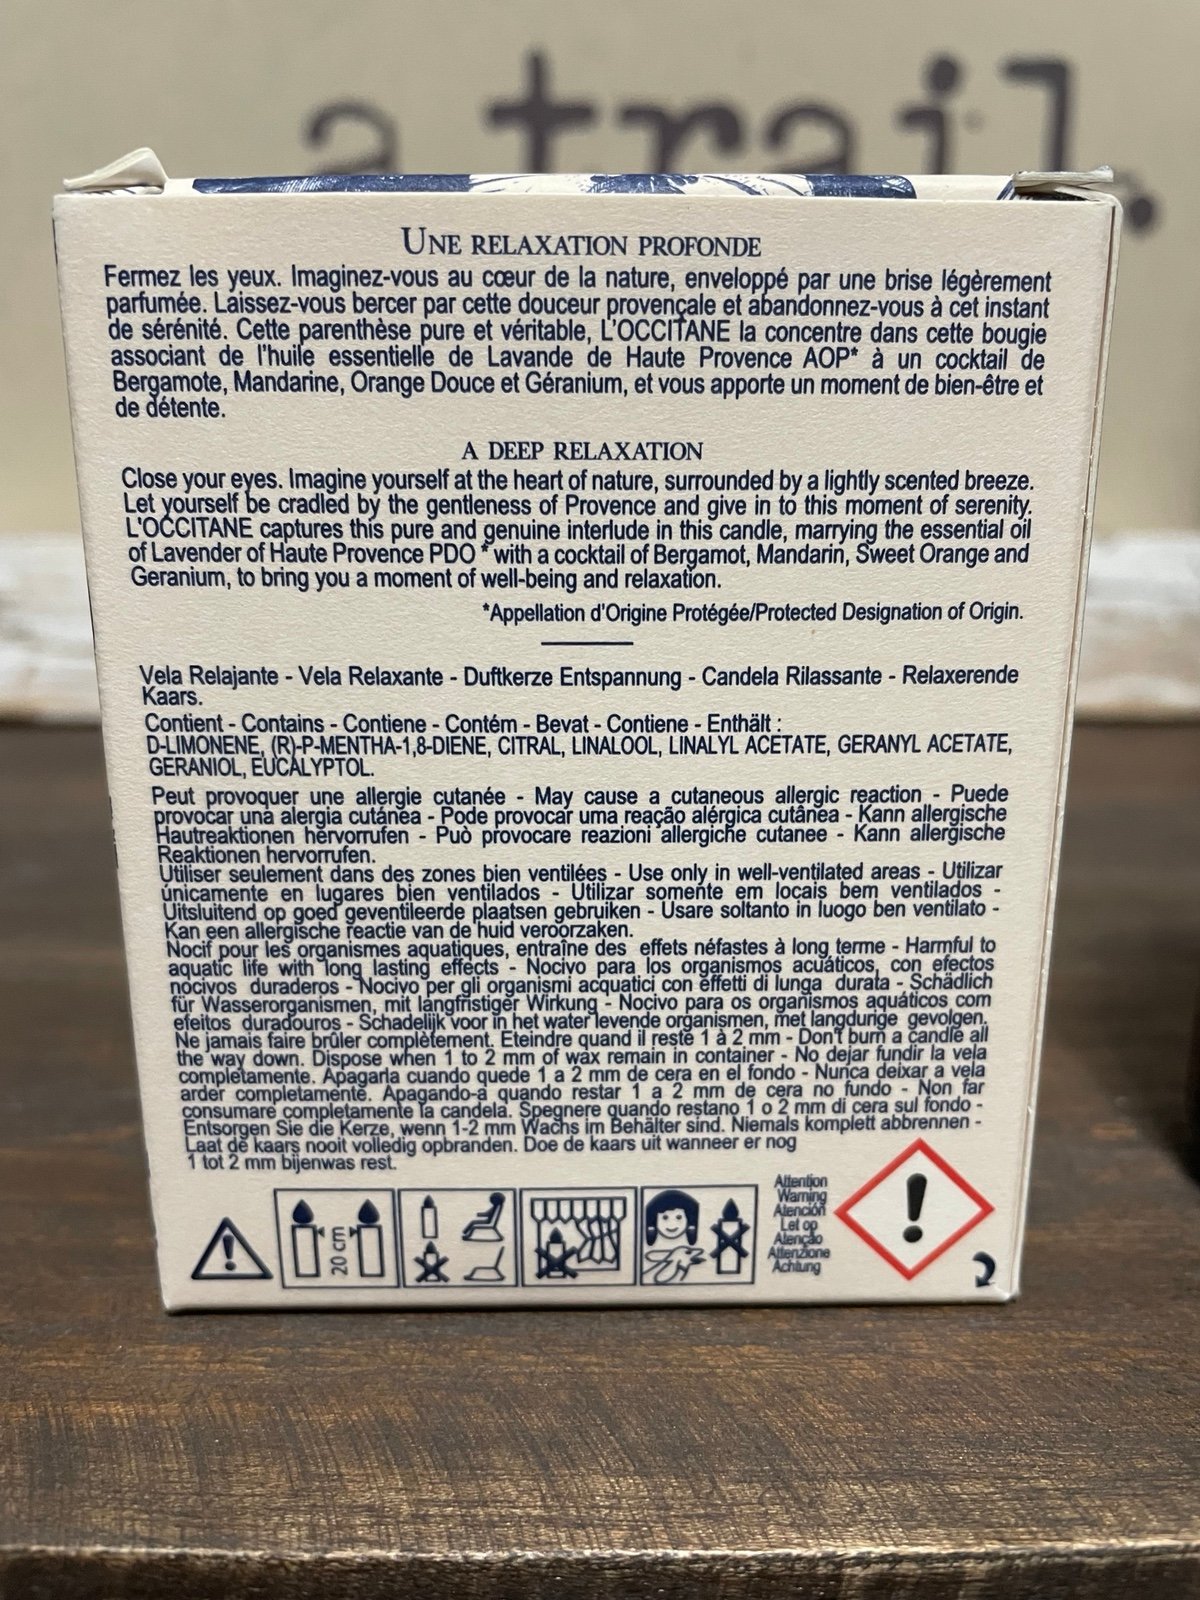 a trail.
UNE RELAXATION PROFONDE
Fermez les yeux. Imaginez-vous au cœur de la nature, enveloppé par une brise légèrement
parfumée. Laissez-vous bercer par cette douceur provençale et abandonnez-vous à cet instant
de sérénité. Cette parenthèse pure et véritable, L'OCCITANE la concentre dans cette bougie
associant de l'huile essentielle de Lavande de Haute Provence AOP* à un cocktail de
Bergamote, Mandarine, Orange Douce et Géranium, et vous apporte un moment de bien-être et
de détente.
A DEEP RELAXATION
Close your eyes. Imagine yourself at the heart of nature, surrounded by a lightly scented breeze.
Let yourself be cradled by the gentleness of Provence and give in to this moment of serenity.
L'OCCITANE captures this pure and genuine interlude in this candle, marrying the essential oil
of Lavender of Haute Provence PDO * with a cocktail of Bergamot, Mandarin, Sweet Orange and
Geranium, to bring you a moment of well-being and relaxation.
*Appellation d'Origine Protégée/Protected Designation of Origin.
Vela Relajante - Vela Relaxante - Duftkerze Entspannung - Candela Rilassante - Relaxerende
Kaars.
Contient - Contains - Contiene - Contém - Bevat - Contiene - Enthält :
D-LIMONENE, (R)-P-MENTHA-1,8-DIENE, CITRAL, LINALOOL, LINALYL ACETATE, GERANYL ACETATE,
GERANIOL, EUCALYPTOL.
Peut provoquer une allergie cutanée - May cause a cutaneous allergic reaction - Puede
provocar una alergia cutánea - Pode provocar uma reação alérgica cutânea - Kann allergische
Hautreaktionen hervorrufen - Può provocare reazioni allergiche cutanee - Kann allergische
Reaktionen hervorrufen.
Utiliser seulement dans des zones bien ventilées - Use only in well-ventilated areas - Utilizar
únicamente en lugares bien ventilados - Utilizar somente em locais bem ventilados -
Uitsluitend op goed geventileerde plaatsen gebruiken - Usare soltanto in luogo ben ventilato -
Kan een allergische reactie van de huid veroorzaken.
Nocif pour les organismes aquatiques, entraîne des effets néfastes à long terme - Harmful to
aquatic life with long lasting effects - Nocivo para los organismos acuáticos, con efectos
nocivos duraderos - Nocivo per gli organismi acquatici con effetti di lunga durata - Schädlich
für Wasserorganismen, mit langfristiger Wirkung - Nocivo para os organismos aquáticos com
efeitos duradouros - Schadelijk voor in het water levende organismen, met langdurige gevolgen.
Ne jamais faire brûler complètement. Eteindre quand il reste 1 à 2 mm - Don't burn a candle all
the way down. Dispose when 1 to 2 mm of wax remain in container - No dejar fundir la vela
completamente. Apagarla cuando quede 1 a 2 mm de cera en el fondo - Nunca deixar a vela
arder completamente. Apagando-a quando restar 1 a 2 mm de cera no fundo - Non far
consumare completamente la candela. Spegnere quando restano 1 o 2 mm di cera sul fondo -
Entsorgen Sie die Kerze, wenn 1-2 mm Wachs im Behälter sind. Niemals komplett abbrennen -
Laat de kaars nooit volledig opbranden. Doe de kaars uit wanneer er nog
1 tot 2 mm bijenwas rest.
20 cm
Attention
Warning
Atención
Let op
Atenção
Attenzione
Achtung